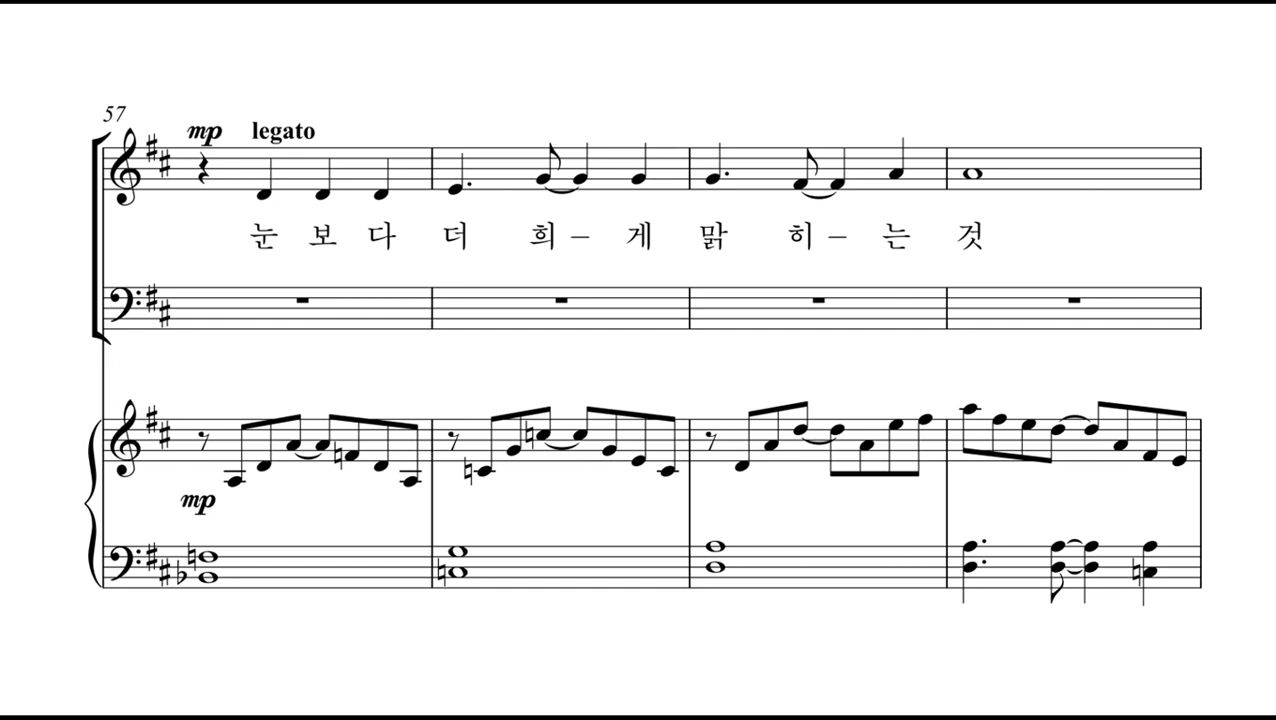 57
mp legato
눈 보 다 더 희 – 게 맑 히 – 는 것
mp